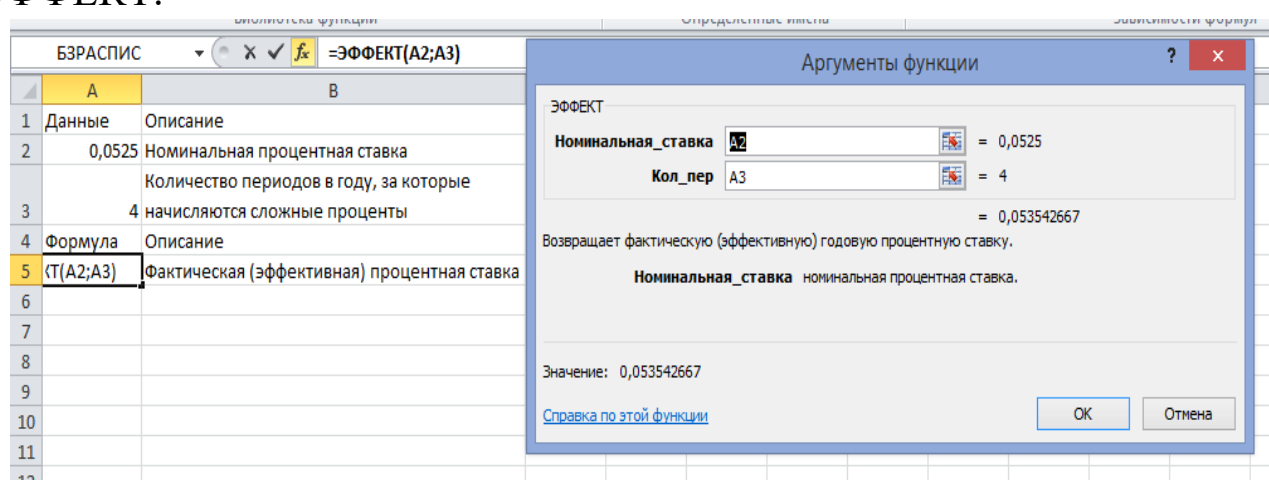 БЗРАСПИС fx =ЭФФЕКТ(A2;A3)
A B
1 Данные Описание
2 0,0525 Номинальная процентная ставка
Количество периодов в году, за которые
3 4 начисляются сложные проценты
4 Формула Описание
5 КТ(A2;A3) Фактическая (эффективная) процентная ставка
6
7
8
9
10
11
Аргументы функции ? x
ЭФФЕКТ
Номинальная_ставка A2 = 0,0525
Кол_пер A3 = 4
= 0,053542667
Возвращает фактическую (эффективную) годовую процентную ставку.
Номинальная_ставка номинальная процентная ставка.
Значение: 0,053542667
Справка по этой функции OK Отмена